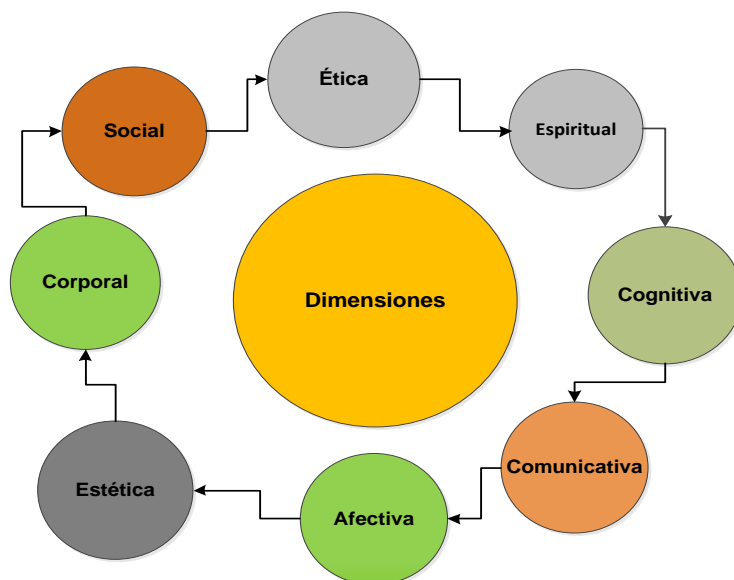 Ética
Espiritual
Social
Corporal
Dimensiones
Cognitiva
Comunicativa
Estética
Afectiva